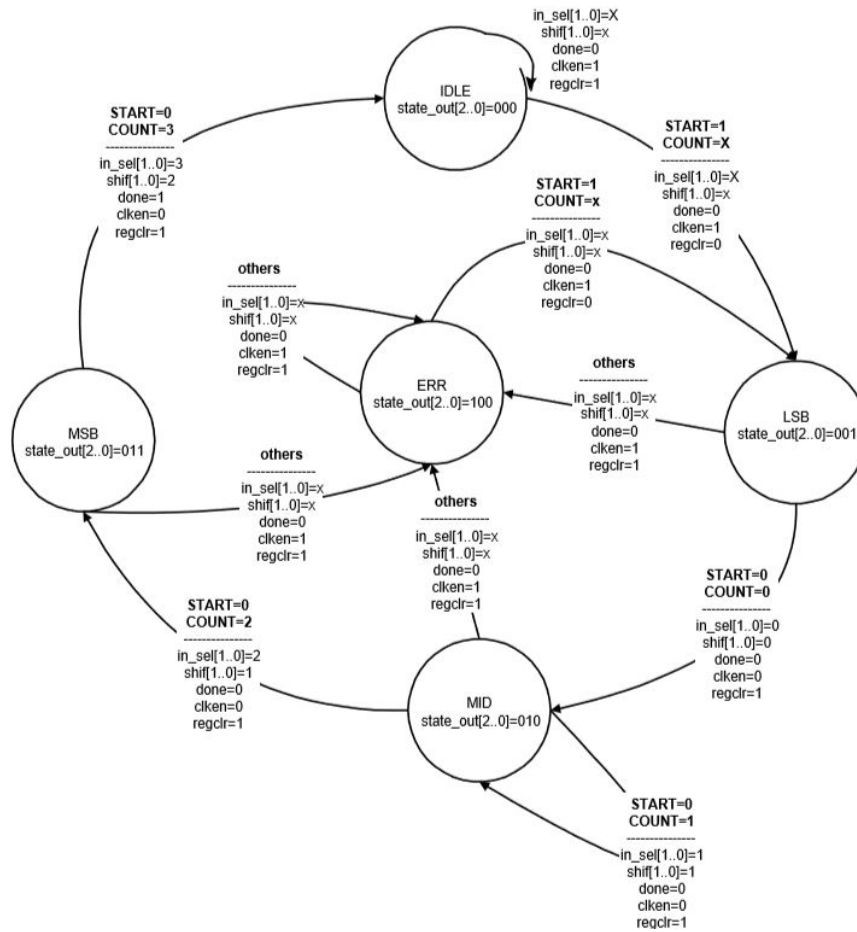 in_sel[1..0]=X
shif[1..0]=x
done=0
clken=1
regclr=1
IDLE
state_out[2..0]=000
START=0
COUNT=3
---------------
in_sel[1..0]=3
shif[1..0]=2
done=1
clken=0
regclr=1
START=1
COUNT=X
---------------
in_sel[1..0]=X
shif[1..0]=x
done=0
clken=1
regclr=0
START=1
COUNT=x
---------------
in_sel[1..0]=x
shif[1..0]=x
done=0
clken=1
regclr=0
others
---------------
in_sel[1..0]=x
shif[1..0]=x
done=0
clken=1
regclr=1
ERR
state_out[2..0]=100
others
---------------
in_sel[1..0]=x
shif[1..0]=x
done=0
clken=1
regclr=1
LSB
state_out[2..0]=001
MSB
state_out[2..0]=011
others
---------------
in_sel[1..0]=x
shif[1..0]=x
done=0
clken=1
regclr=1
others
---------------
in_sel[1..0]=x
shif[1..0]=x
done=0
clken=1
regclr=1
START=0
COUNT=0
---------------
in_sel[1..0]=0
shif[1..0]=0
done=0
clken=0
regclr=1
START=0
COUNT=2
---------------
in_sel[1..0]=2
shif[1..0]=1
done=0
clken=0
regclr=1
MID
state_out[2..0]=010
START=0
COUNT=1
---------------
in_sel[1..0]=1
shif[1..0]=1
done=0
clken=0
regclr=1